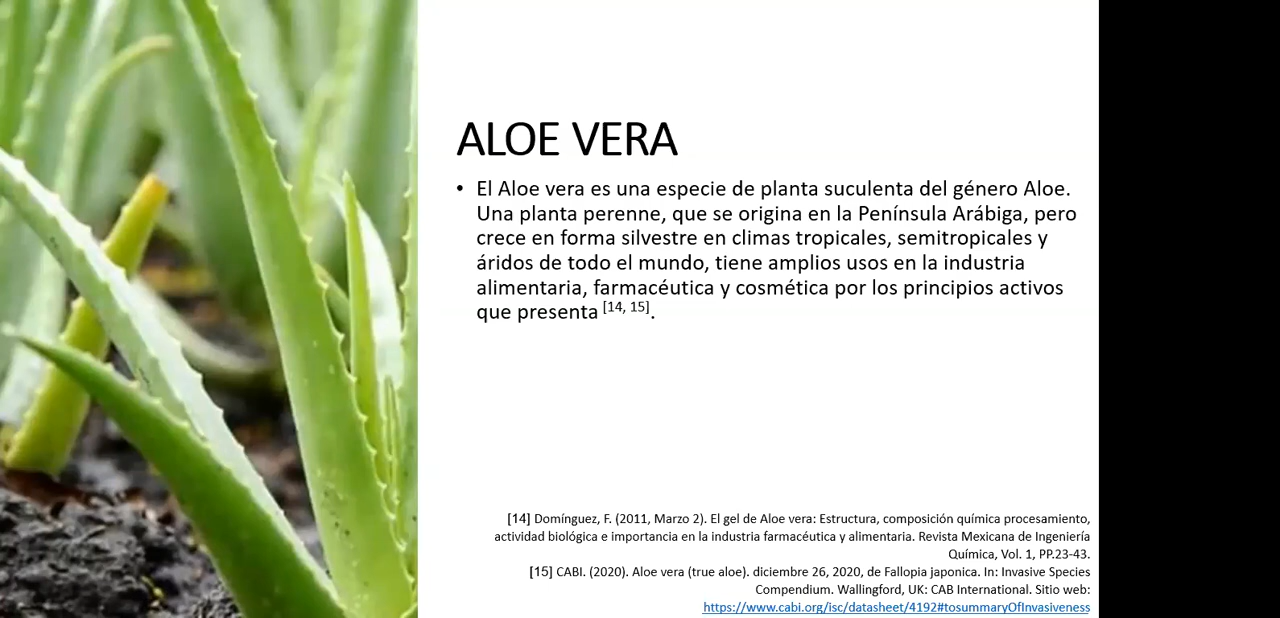 ALOE VERA
• El Aloe vera es una especie de planta suculenta del género Aloe.
Una planta perenne, que se origina en la Península Arábiga, pero
crece en forma silvestre en climas tropicales, semitropicales y
áridos de todo el mundo, tiene amplios usos en la industria
alimentaria, farmacéutica y cosmética por los principios activos
que presenta [14, 15].
[14] Domínguez, F. (2011, Marzo 2). El gel de Aloe vera: Estructura, composición química procesamiento,
actividad biológica e importancia en la industria farmacéutica y alimentaria. Revista Mexicana de Ingeniería
Química, Vol. 1, PP.23-43.
[15] CABI. (2020). Aloe vera (true aloe). diciembre 26, 2020, de Fallopia japonica. In: Invasive Species
Compendium. Wallingford, UK: CAB International. Sitio web:
https://www.cabi.org/isc/datasheet/4192#tosummaryOfInvasiveness